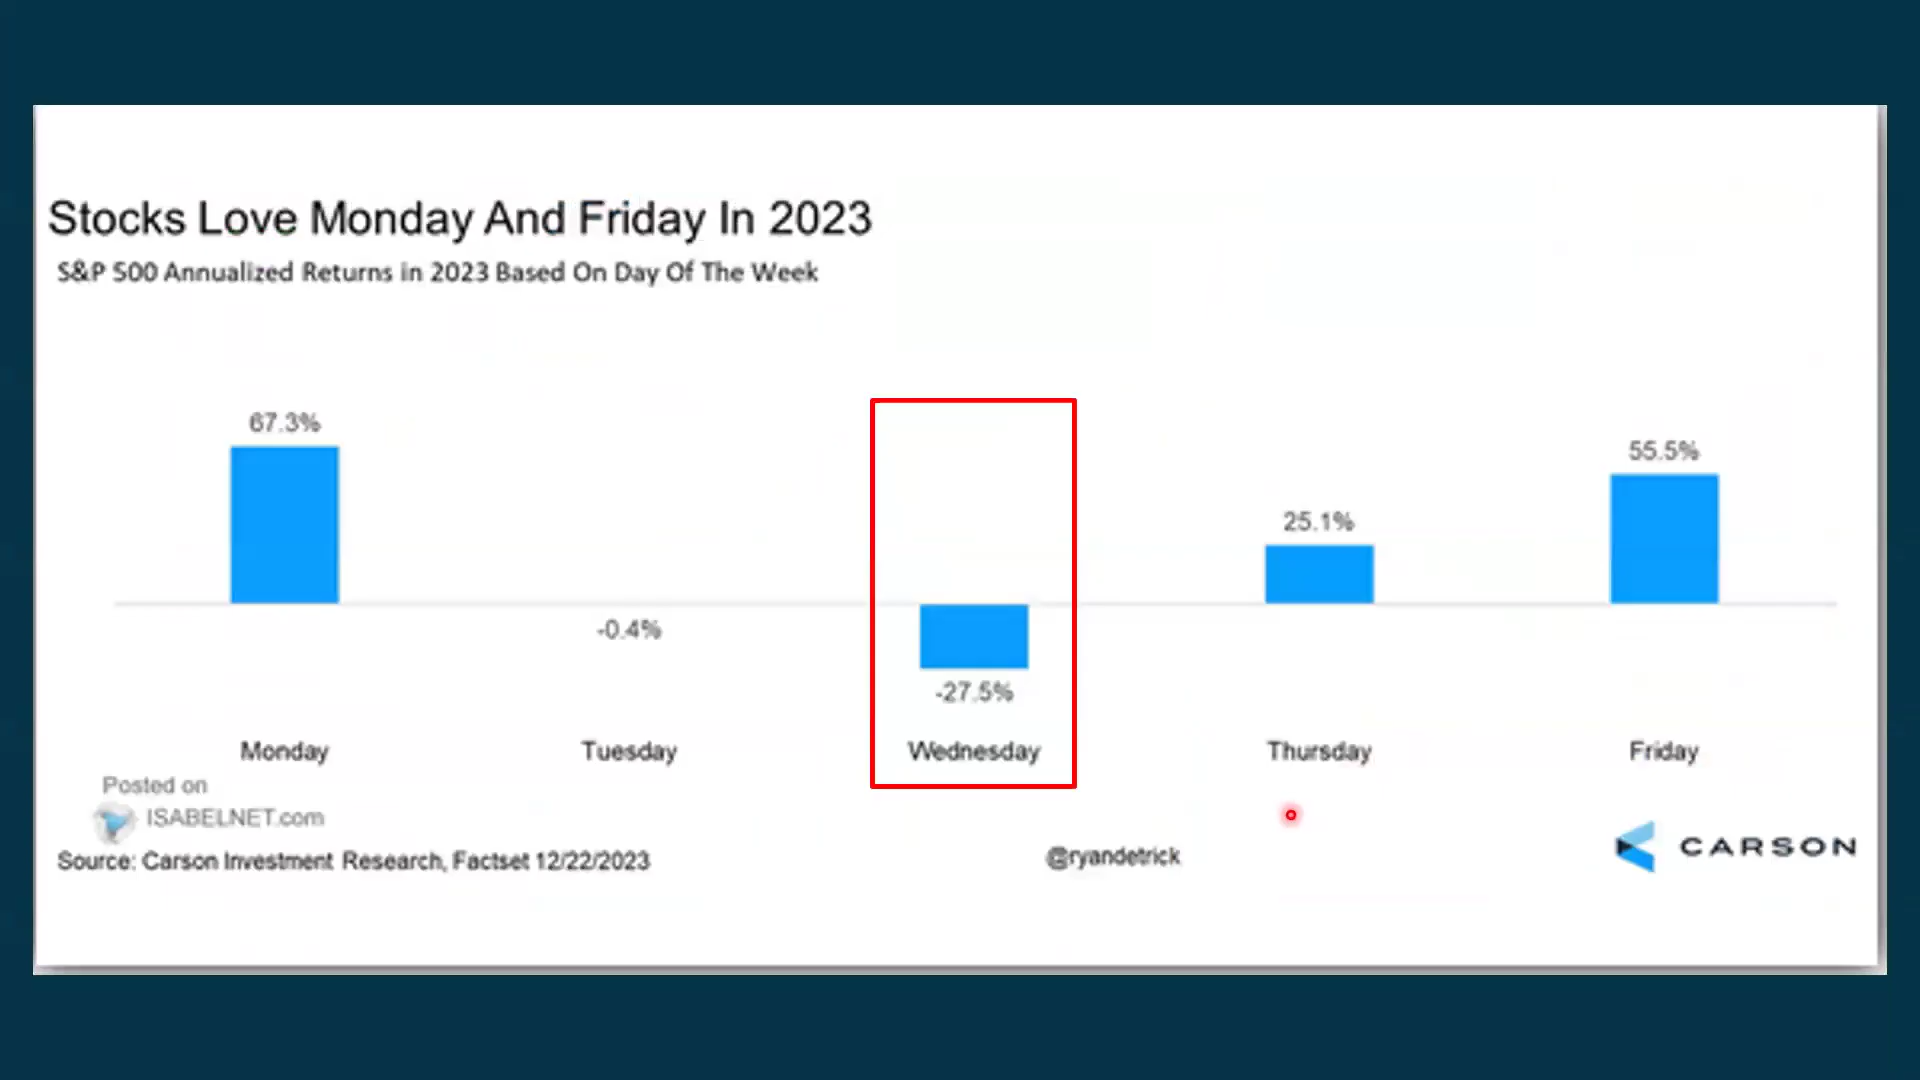 Stocks Love Monday And Friday In 2023
S&P 500 Annualized Returns in 2023 Based On Day Of The Week
67.3%
-0.4%
-27.5%
25.1%
55.5%
Monday
Tuesday
Wednesday
Thursday
Friday
Posted on
ISABELNET.com
Source: Carson Investment Research, Factset 12/22/2023
@ryandetrick
CARSON